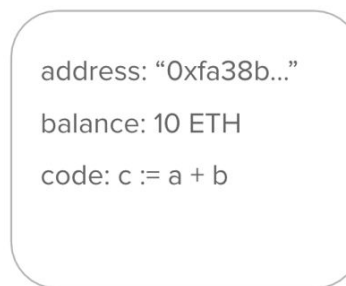 address: “0xfa38b...”
balance: 10 ETH
code: c := a + b